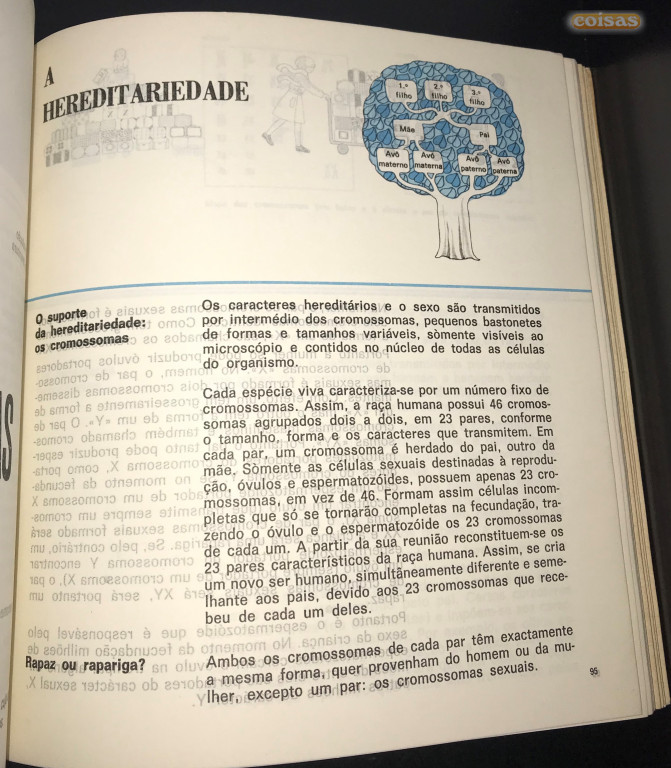 coisas
A
HEREDITARIEDADE
1.º
filho
2.º
filho
3.º
filho
Mãe
Pai
Avô
materno
Avó
materna
Avô
paterno
Avó
paterna
O suporte
da hereditariedade:
os cromossomas
Os caracteres hereditários e o sexo são transmitidos
por intermédio dos cromossomas, pequenos bastonetes
de formas e tamanhos variáveis, sòmente visíveis ao
microscópio e contidos no núcleo de todas as células
do organismo.
Cada espécie viva caracteriza-se por um número fixo de
cromossomas. Assim, a raça humana possui 46 cromos-
somas agrupados dois a dois, em 23 pares, conforme
o tamanho, forma e os caracteres que transmitem. Em
cada par, um cromossoma é herdado do pai, outro da
mãe. Sòmente as células sexuais destinadas à reprodu-
ção, óvulos e espermatozóides, possuem apenas 23 cro-
mossomas, em vez de 46. Formam assim células incom-
pletas que só se tornarão completas na fecundação, tra-
zendo o óvulo e o espermatozóide os 23 cromossomas
de cada um. A partir da sua reunião reconstituem-se os
23 pares característicos da raça humana. Assim, se cria
um novo ser humano, simultâneamente diferente e seme-
lhante aos pais, devido aos 23 cromossomas que rece-
beu de cada um deles.
Rapaz ou rapariga?
Ambos os cromossomas de cada par têm exactamente
a mesma forma, quer provenham do homem ou da mu-
lher, excepto um par: os cromossomas sexuais.
95